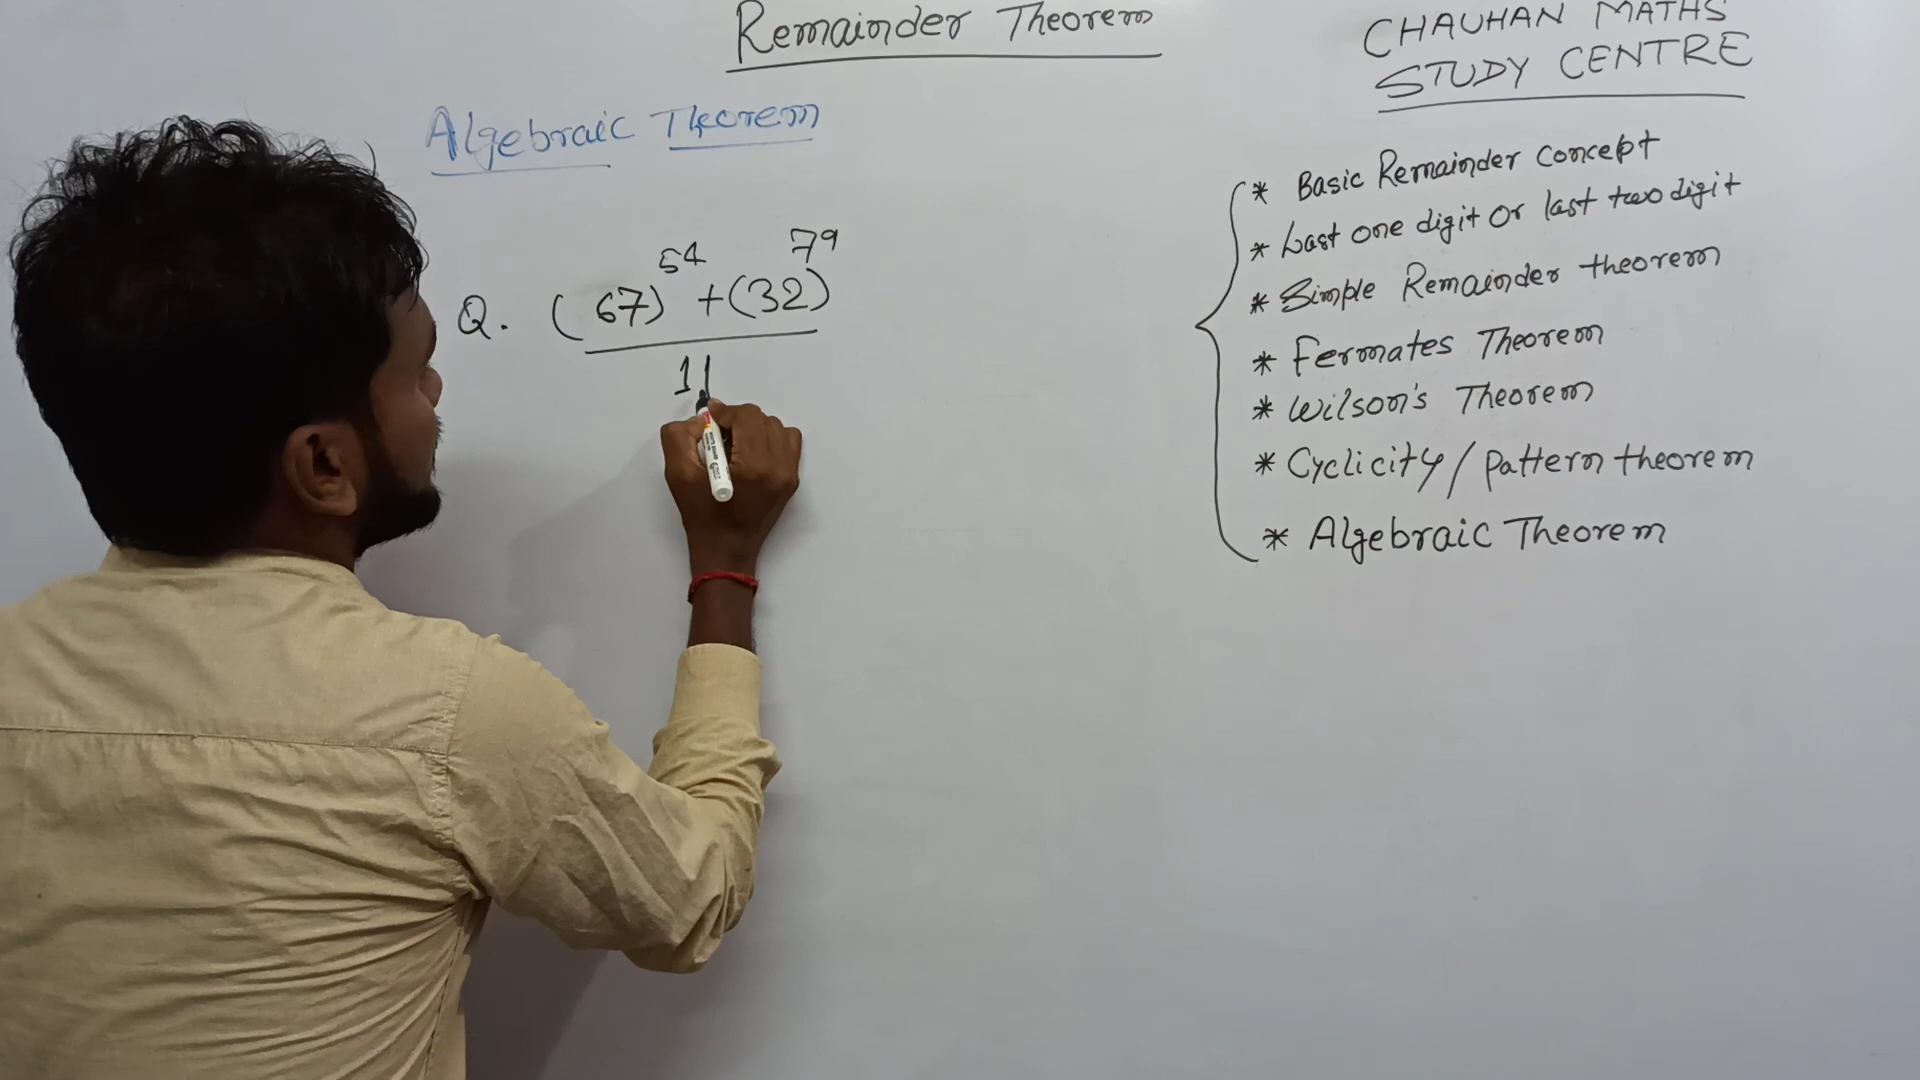 Remainder Theorem
Algebraic Theorem
Q. (67)^54 + (32)^79
11
CHAUHAN MATHS
STUDY CENTRE
* Basic Remainder concept
* Last one digit or last two digit
* Simple Remainder theorem
* Fermates Theorem
* Wilson's Theorem
* Cyclicity / pattern theorem
* Algebraic Theorem